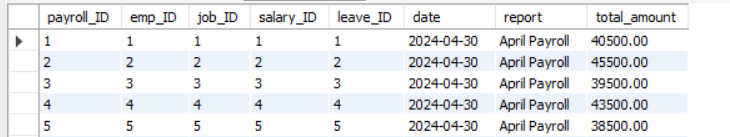 payroll_ID emp_ID job_ID salary_ID leave_ID date report total_amount
1 1 1 1 1 2024-04-30 April Payroll 40500.00
2 2 2 2 2 2024-04-30 April Payroll 45500.00
3 3 3 3 3 2024-04-30 April Payroll 39500.00
4 4 4 4 4 2024-04-30 April Payroll 43500.00
5 5 5 5 5 2024-04-30 April Payroll 38500.00